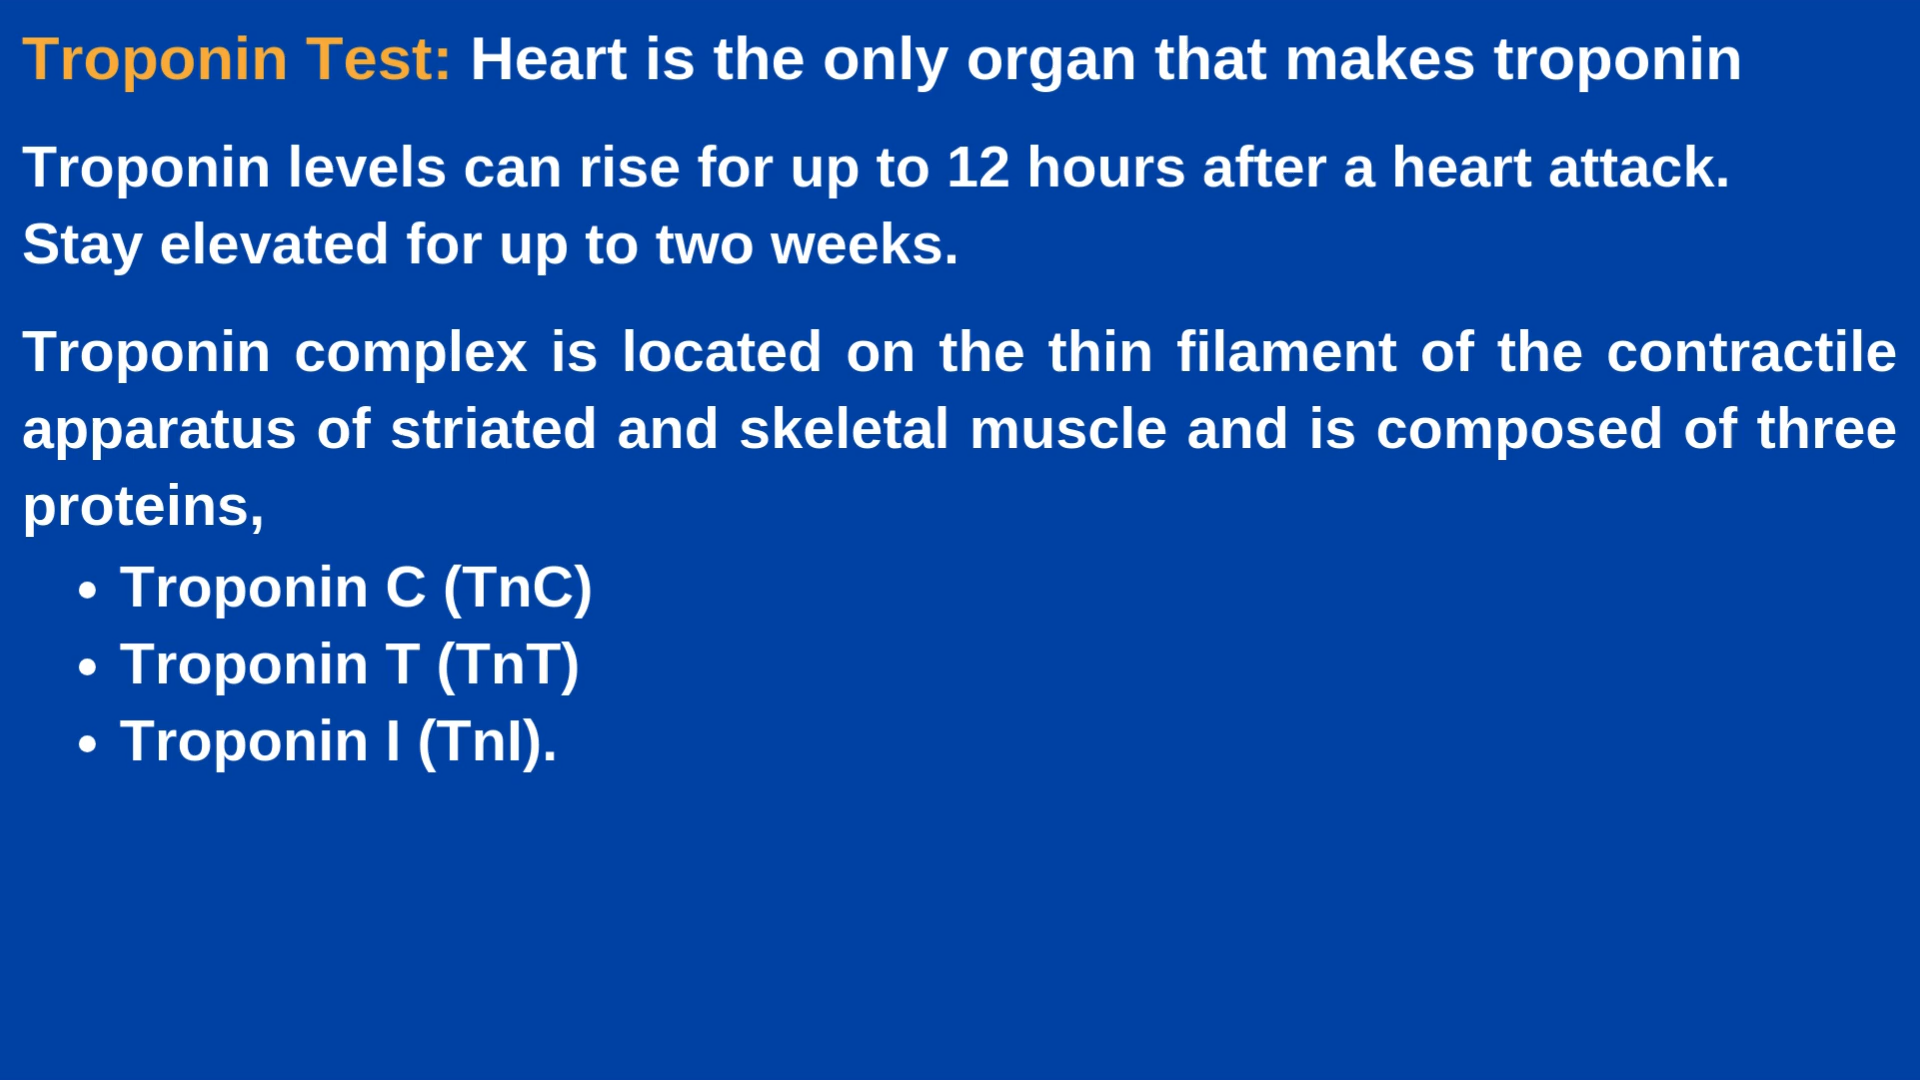 Troponin Test: Heart is the only organ that makes troponin
Troponin levels can rise for up to 12 hours after a heart attack.
Stay elevated for up to two weeks.
Troponin complex is located on the thin filament of the contractile
apparatus of striated and skeletal muscle and is composed of three
proteins,
• Troponin C (TnC)
• Troponin T (TnT)
• Troponin I (TnI).